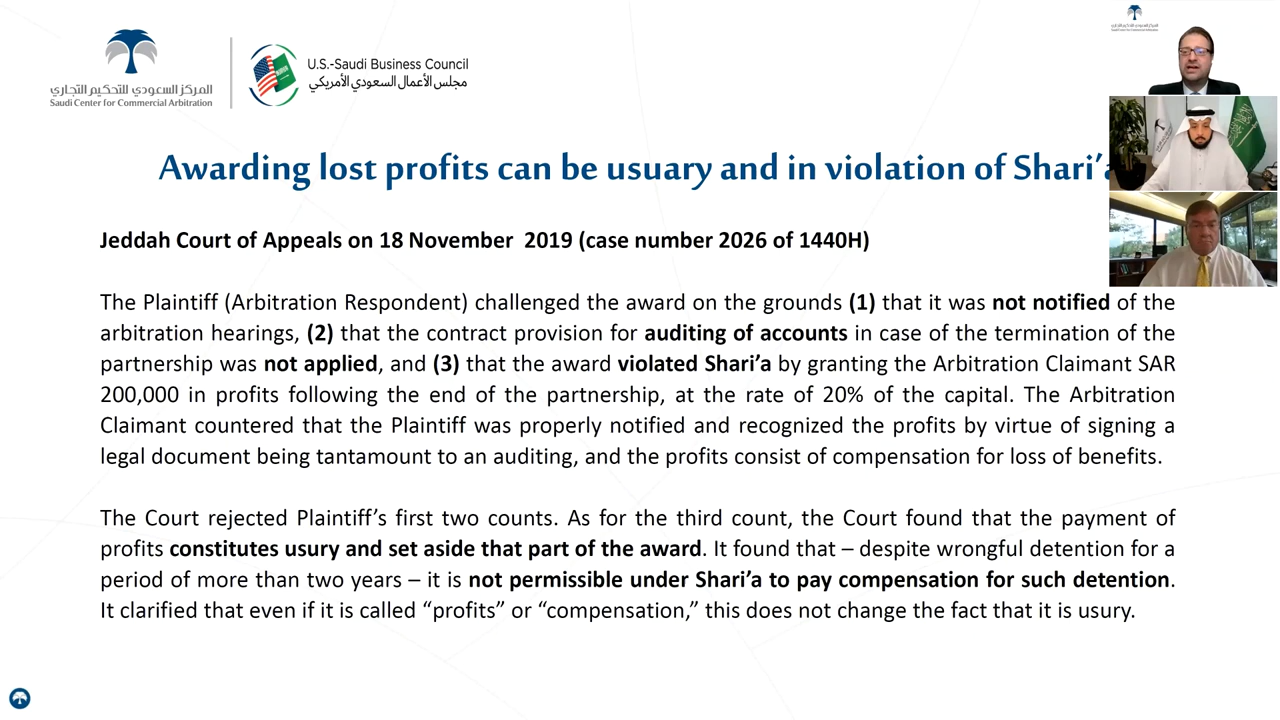 المركز السعودي للتحكيم التجاري
Saudi Center for Commercial Arbitration
U.S.-Saudi Business Council
مجلس الأعمال السعودي الأمريكي
Awarding lost profits can be usuary and in violation of Shari’a
Jeddah Court of Appeals on 18 November 2019 (case number 2026 of 1440H)
The Plaintiff (Arbitration Respondent) challenged the award on the grounds (1) that it was not notified of the
arbitration hearings, (2) that the contract provision for auditing of accounts in case of the termination of the
partnership was not applied, and (3) that the award violated Shari’a by granting the Arbitration Claimant SAR
200,000 in profits following the end of the partnership, at the rate of 20% of the capital. The Arbitration
Claimant countered that the Plaintiff was properly notified and recognized the profits by virtue of signing a
legal document being tantamount to an auditing, and the profits consist of compensation for loss of benefits.
The Court rejected Plaintiff’s first two counts. As for the third count, the Court found that the payment of
profits constitutes usury and set aside that part of the award. It found that – despite wrongful detention for a
period of more than two years – it is not permissible under Shari’a to pay compensation for such detention.
It clarified that even if it is called “profits” or “compensation,” this does not change the fact that it is usury.